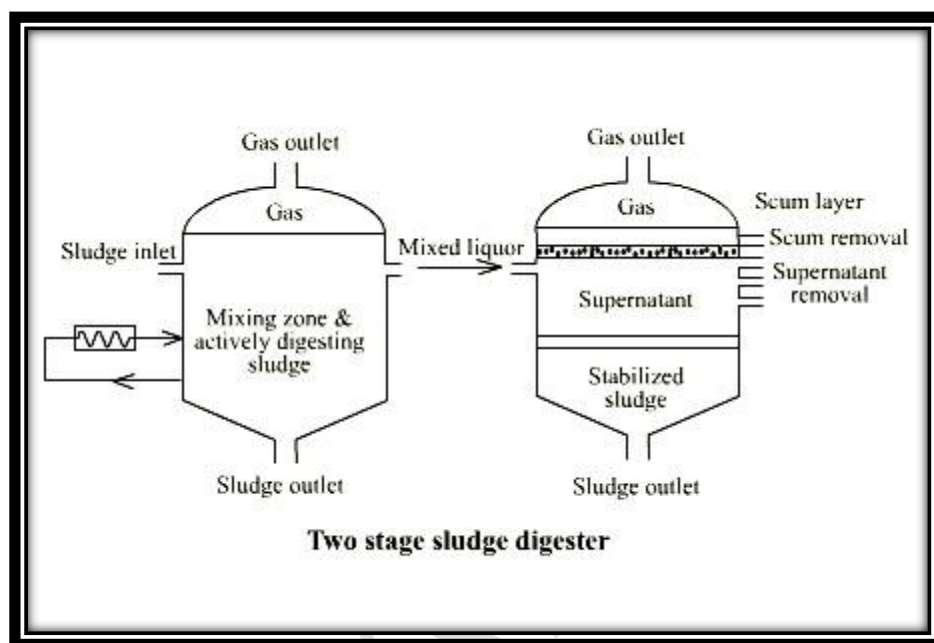 Gas outlet
Gas outlet
Gas
Gas
Scum layer
Sludge inlet
Mixed liquor
Scum removal
Supernatant
removal
Mixing zone &
actively digesting
sludge
Supernatant
Stabilized
sludge
Sludge outlet
Sludge outlet
Two stage sludge digester